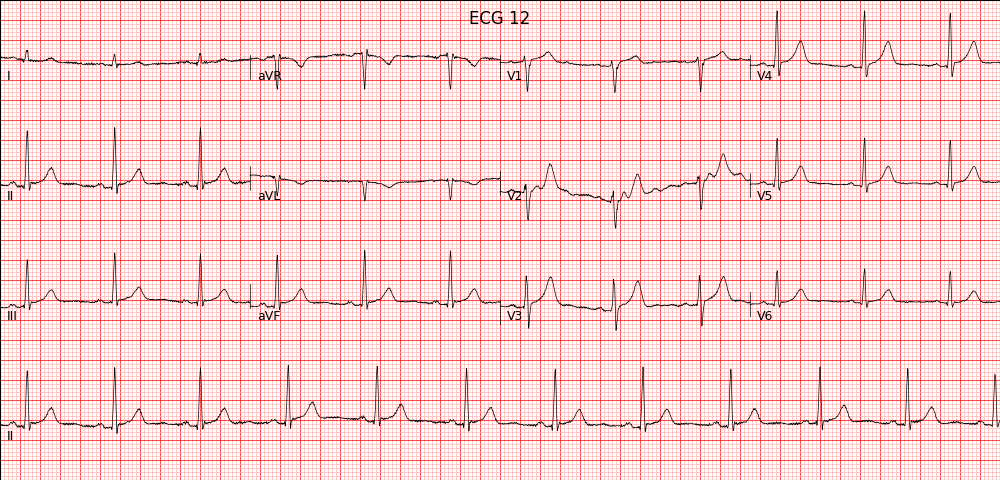 ECG 12
I aVR V1 V4
II aVL V2 V5
III aVF V3 V6
II